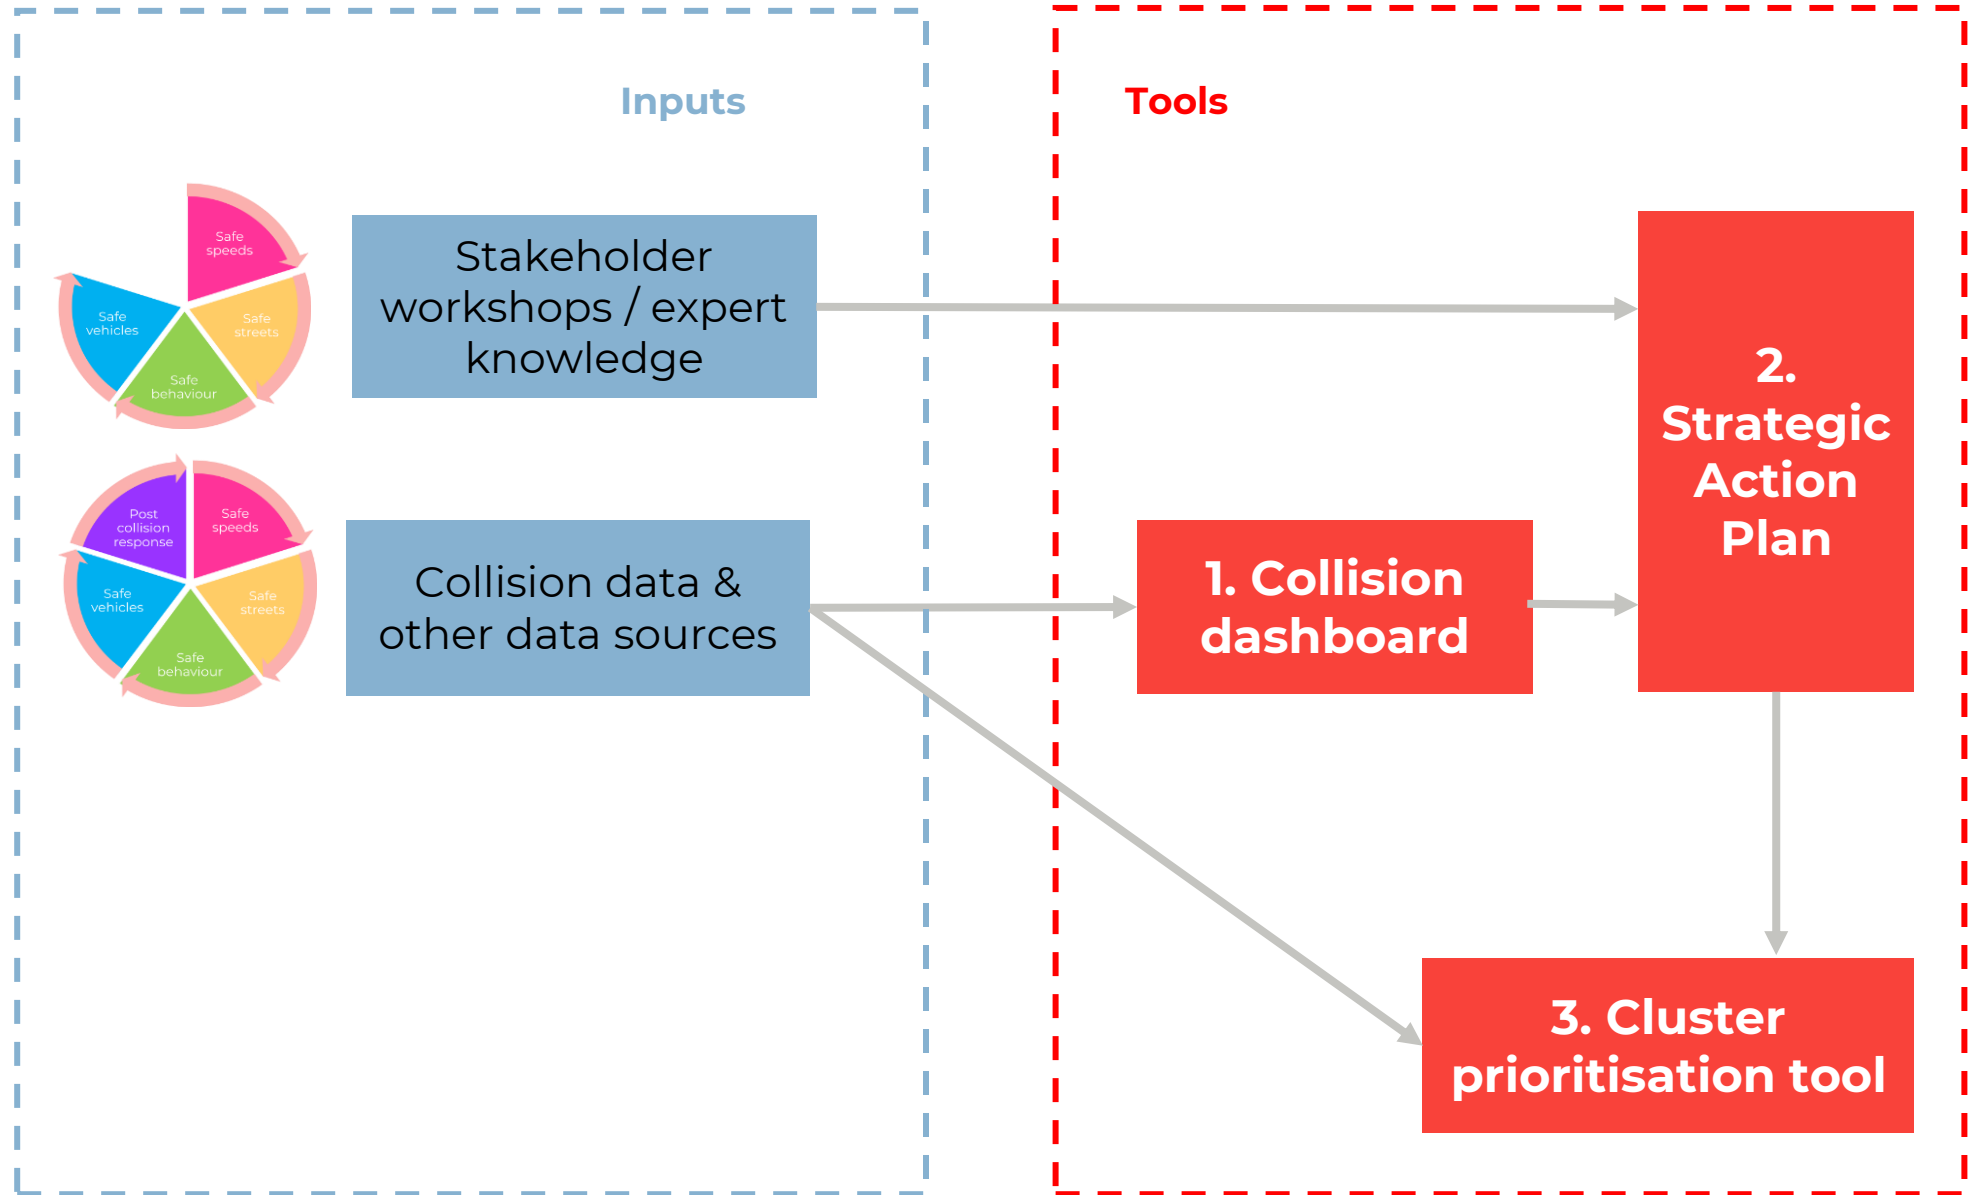 Inputs
Tools
Safe
speeds
Safe
streets
Safe
behaviour
Safe
vehicles
Stakeholder
workshops / expert
knowledge
Post
collision
response
Safe
speeds
Safe
streets
Safe
behaviour
Safe
vehicles
Collision data &
other data sources
1. Collision
dashboard
2.
Strategic
Action
Plan
3. Cluster
prioritisation tool